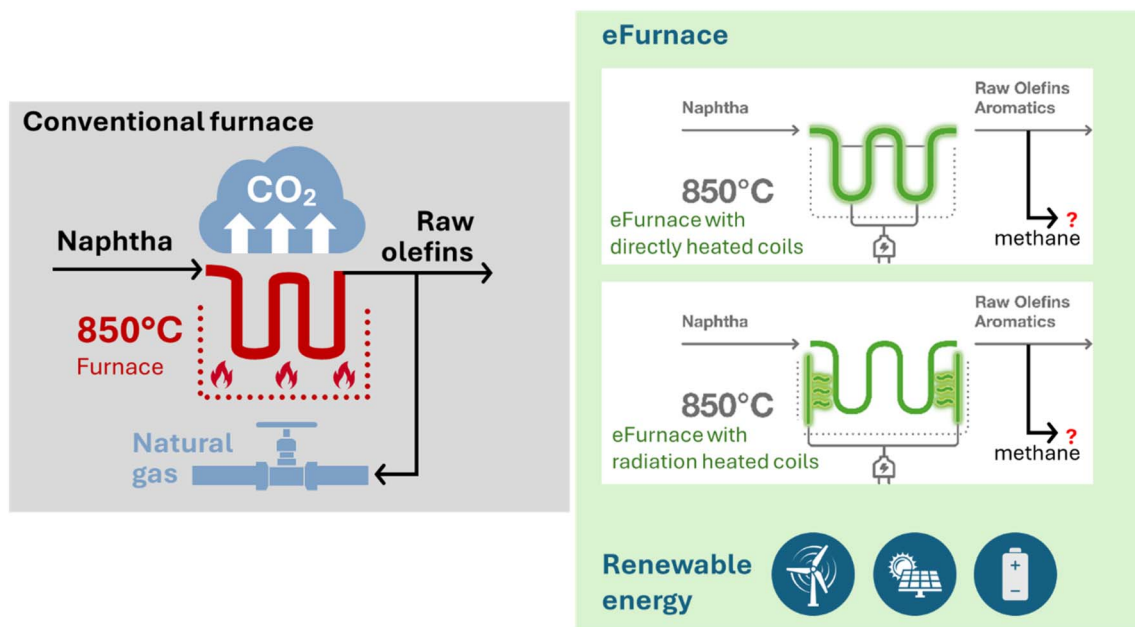 Conventional furnace
CO₂
Naphtha
Raw
olefins
850°C
Furnace
Natural
gas
eFurnace
Naphtha
Raw Olefins
Aromatics
850°C
eFurnace with
directly heated coils
?
methane
Naphtha
Raw Olefins
Aromatics
850°C
eFurnace with
radiation heated coils
?
methane
Renewable
energy
+
−